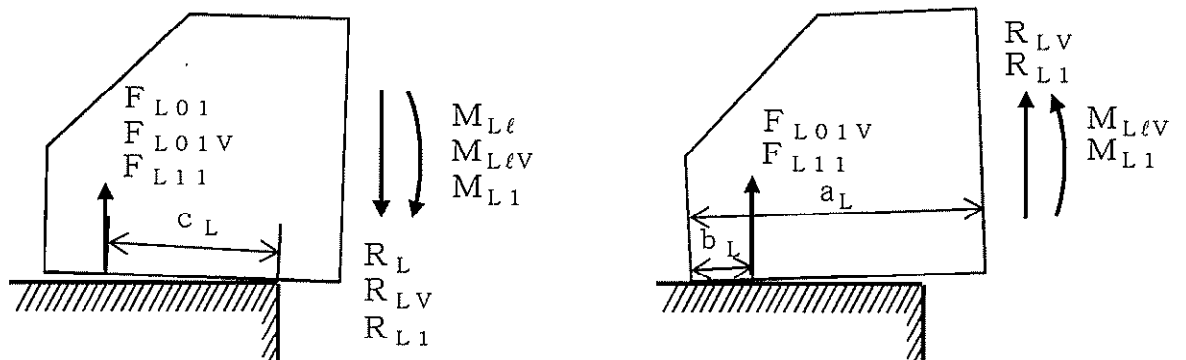 F L01
F L01V
F L11
c L
M Lℓ
M LℓV
M L1
R L
R LV
R L1
F L01V
F L11
a L
b L
R LV
R L1
M LℓV
M L1